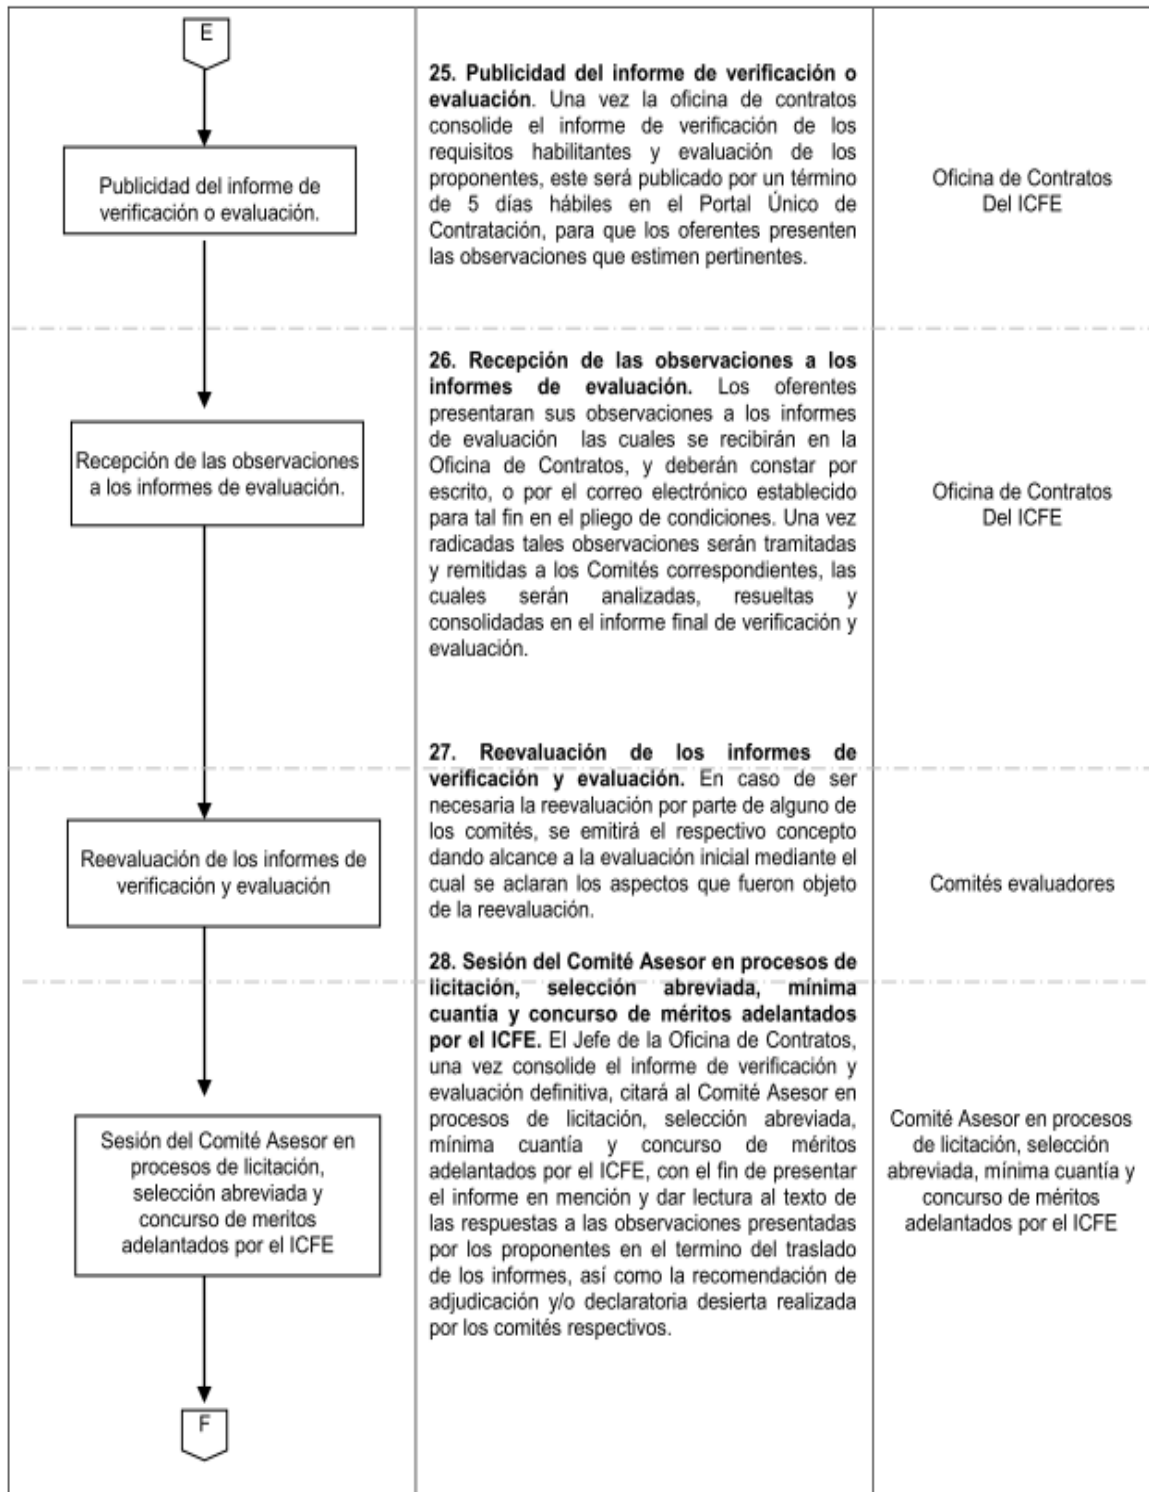 E
Publicidad del informe de
verificación o evaluación.
25. Publicidad del informe de verificación o
evaluación. Una vez la oficina de contratos
consolide el informe de verificación de los
requisitos habilitantes y evaluación de los
proponentes, este será publicado por un término
de 5 días hábiles en el Portal Único de
Contratación, para que los oferentes presenten
las observaciones que estimen pertinentes.
Oficina de Contratos
Del ICFE
Recepción de las observaciones
a los informes de evaluación.
26. Recepción de las observaciones a los
informes de evaluación. Los oferentes
presentaran sus observaciones a los informes
de evaluación las cuales se recibirán en la
Oficina de Contratos, y deberán constar por
escrito, o por el correo electrónico establecido
para tal fin en el pliego de condiciones. Una vez
radicadas tales observaciones serán tramitadas
y remitidas a los Comités correspondientes, las
cuales serán analizadas, resueltas y
consolidadas en el informe final de verificación y
evaluación.
Oficina de Contratos
Del ICFE
Reevaluación de los informes de
verificación y evaluación
27. Reevaluación de los informes de
verificación y evaluación. En caso de ser
necesaria la reevaluación por parte de alguno de
los comités, se emitirá el respectivo concepto
dando alcance a la evaluación inicial mediante el
cual se aclaran los aspectos que fueron objeto
de la reevaluación.
Comités evaluadores
Sesión del Comité Asesor en
procesos de licitación,
selección abreviada y
concurso de meritos
adelantados por el ICFE
28. Sesión del Comité Asesor en procesos de
licitación, selección abreviada, mínima
cuantía y concurso de méritos adelantados
por el ICFE. El Jefe de la Oficina de Contratos,
una vez consolide el informe de verificación y
evaluación definitiva, citará al Comité Asesor en
procesos de licitación, selección abreviada,
mínima cuantía y concurso de méritos
adelantados por el ICFE, con el fin de presentar
el informe en mención y dar lectura al texto de
las respuestas a las observaciones presentadas
por los proponentes en el termino del traslado
de los informes, así como la recomendación de
adjudicación y/o declaratoria desierta realizada
por los comités respectivos.
Comité Asesor en procesos
de licitación, selección
abreviada, mínima cuantía y
concurso de méritos
adelantados por el ICFE
F